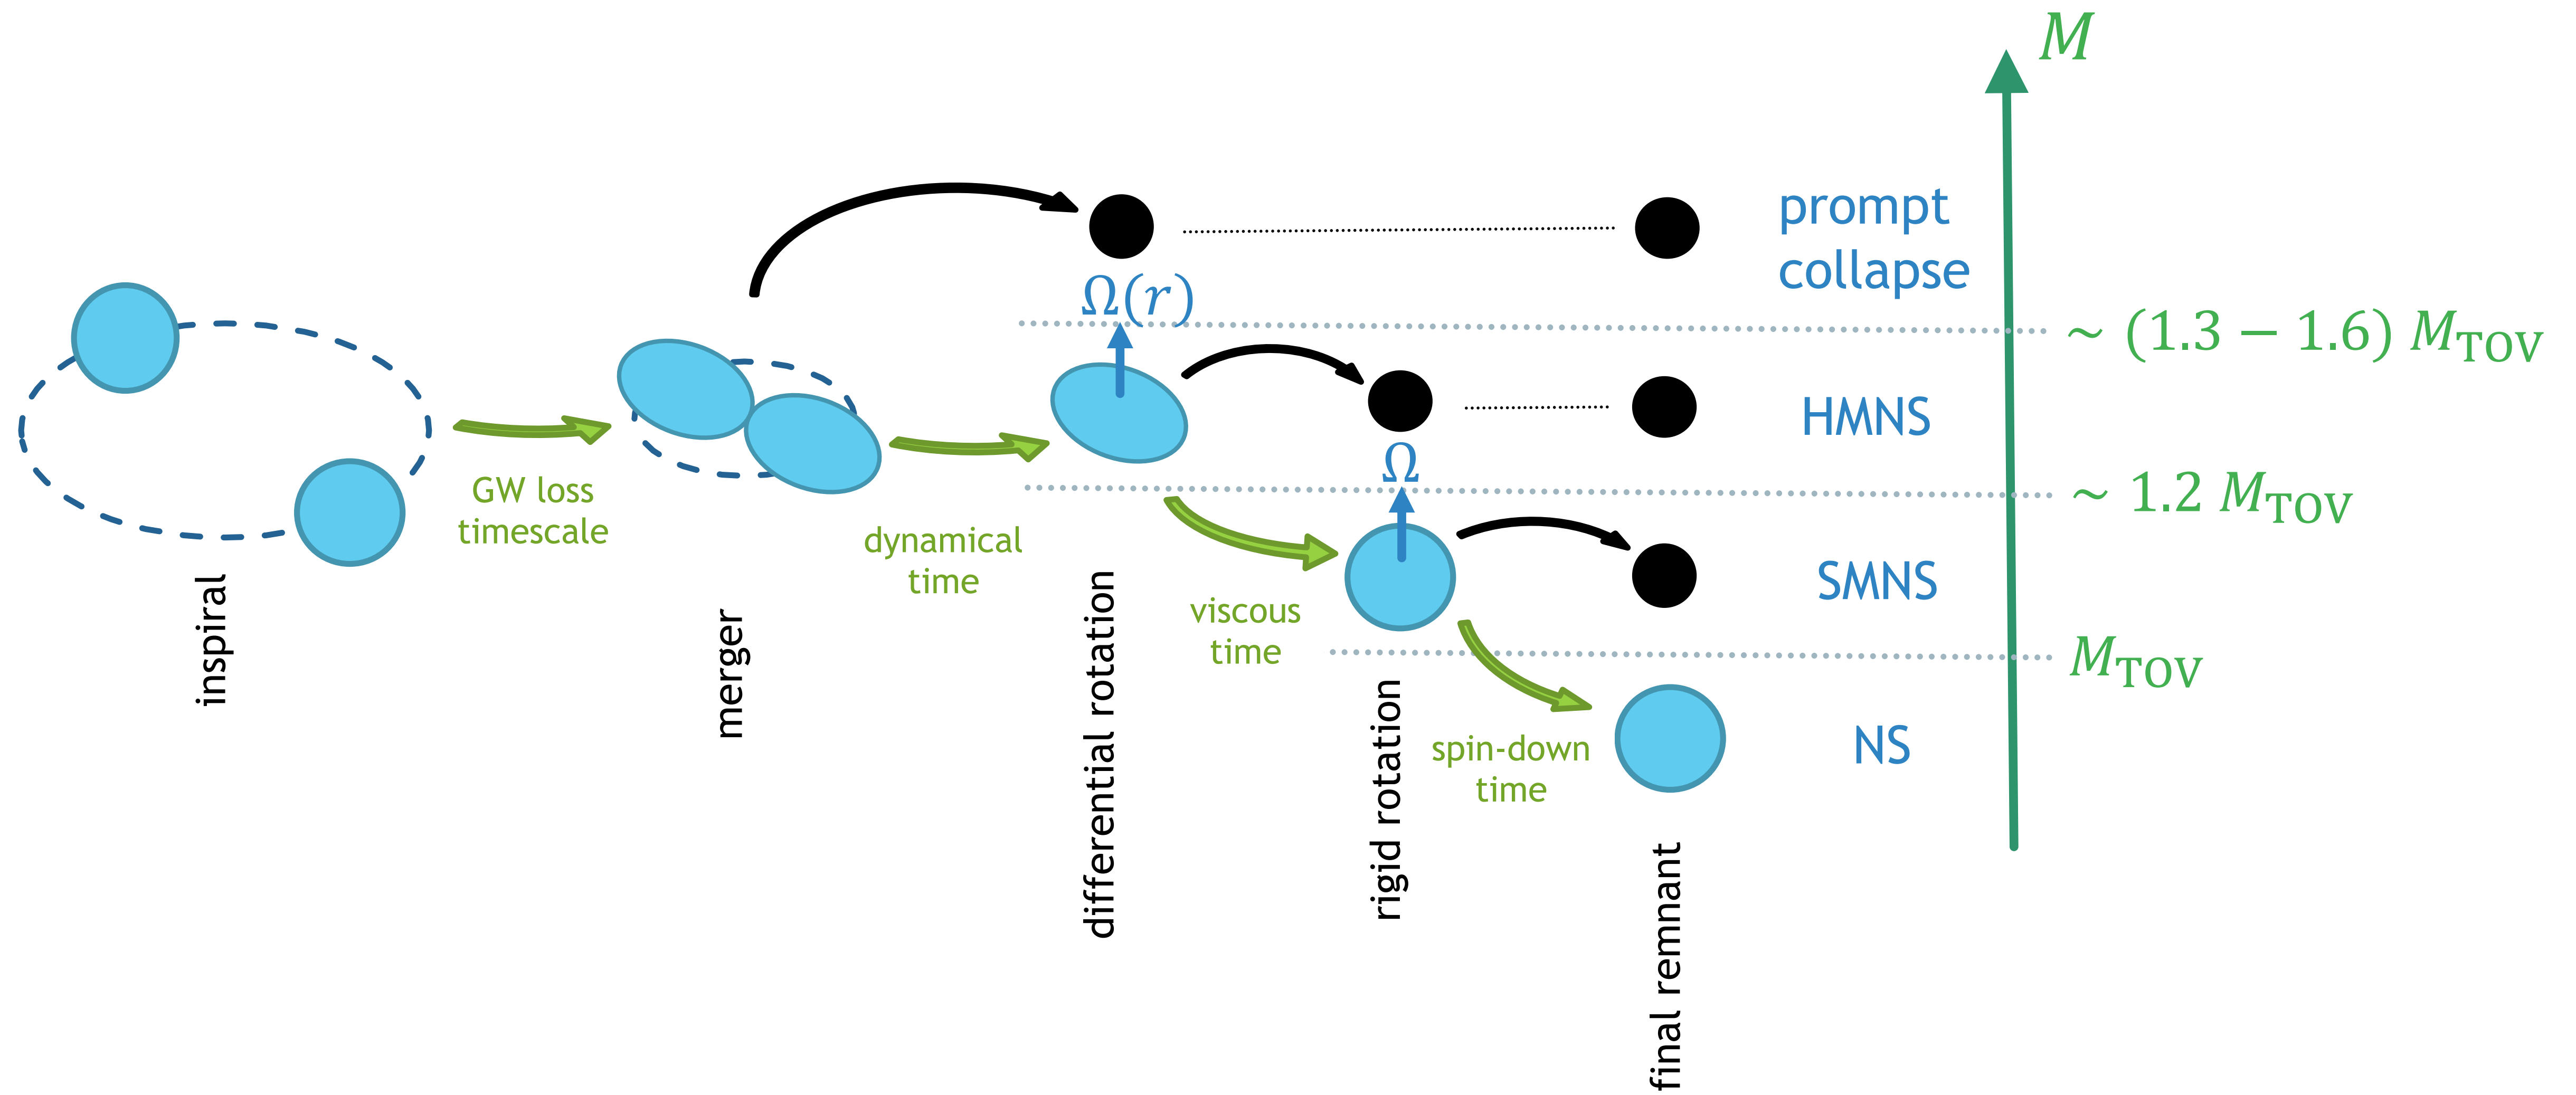 M
prompt
collapse
Ω(r)
~ (1.3 − 1.6) M_TOV
HMNS
Ω
~ 1.2 M_TOV
GW loss
timescale
dynamical
time
SMNS
viscous
time
M_TOV
spin-down
time
NS
inspiral
merger
differential rotation
rigid rotation
final remnant